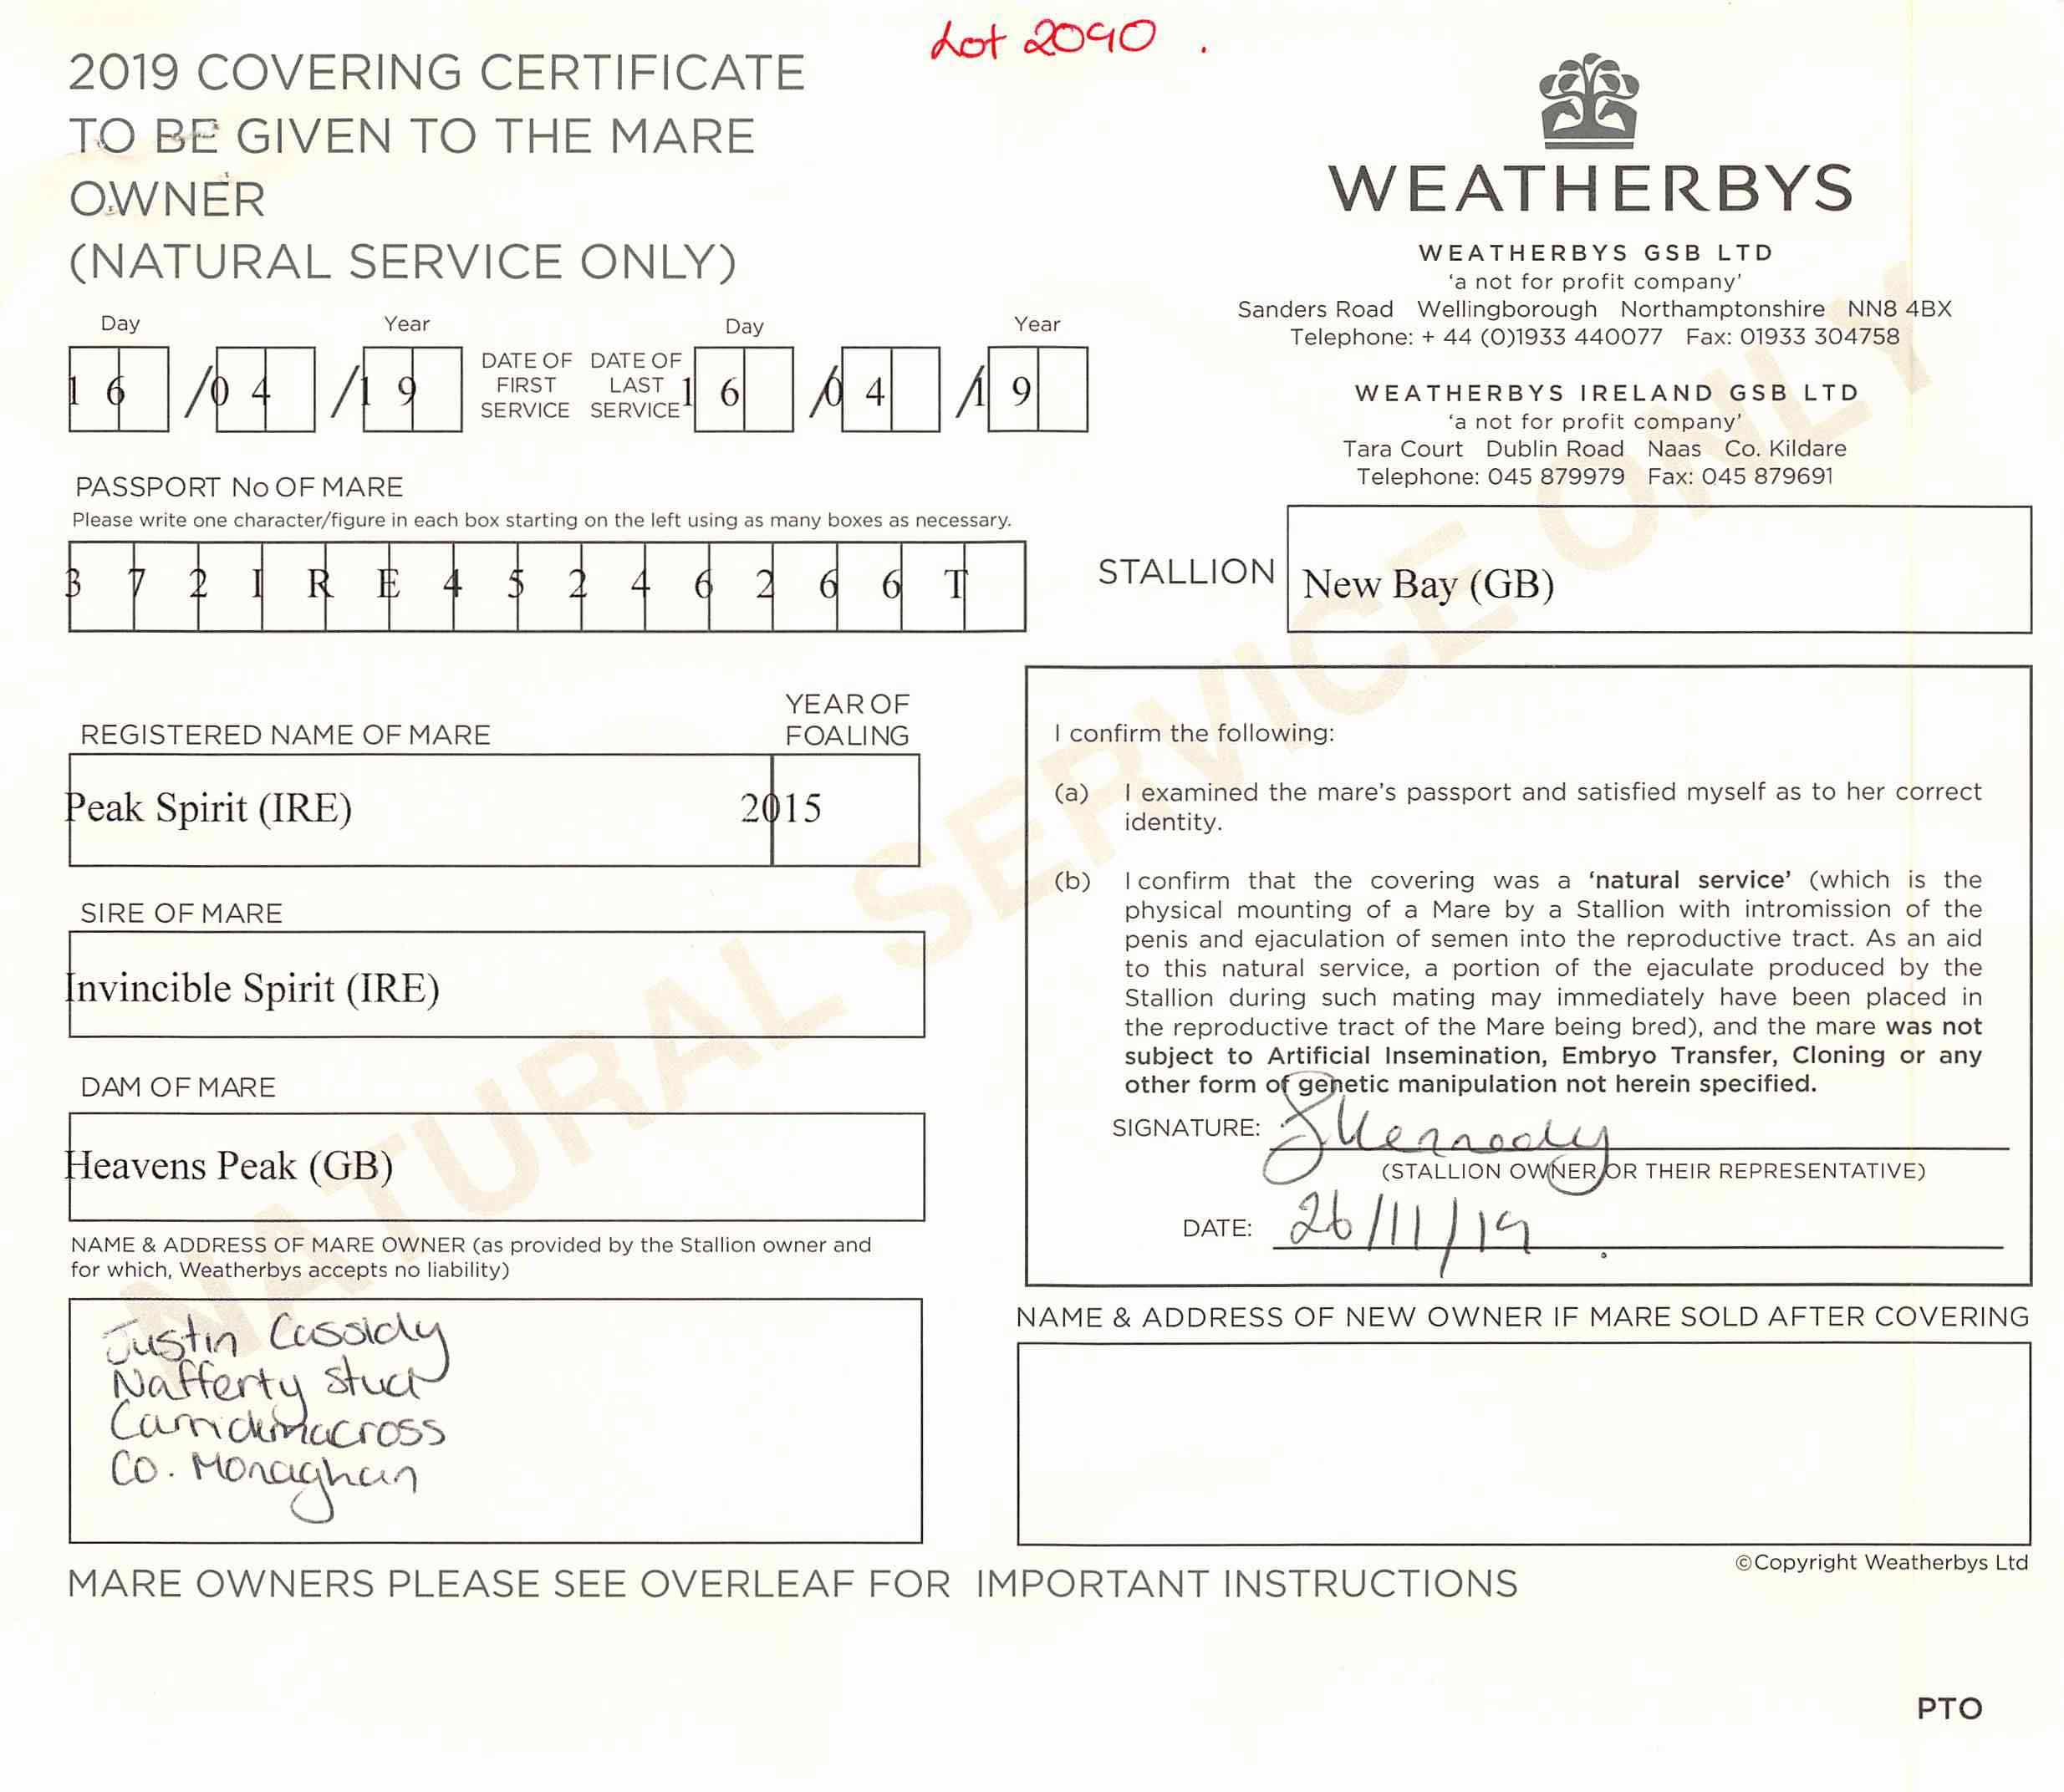 Lot 2090 .
2019 COVERING CERTIFICATE
TO BE GIVEN TO THE MARE
OWNER
(NATURAL SERVICE ONLY)
WEATHERBYS
WEATHERBYS GSB LTD
'a not for profit company'
Sanders Road Wellingborough Northamptonshire NN8 4BX
Telephone: + 44 (0)1933 440077 Fax: 01933 304758
WEATHERBYS IRELAND GSB LTD
'a not for profit company'
Tara Court Dublin Road Naas Co. Kildare
Telephone: 045 879979 Fax: 045 879691
Day Year
16 /04 /19
DATE OF FIRST SERVICE
DATE OF LAST SERVICE
Day Year
16 /04 /19
PASSPORT No OF MARE
Please write one character/figure in each box starting on the left using as many boxes as necessary.
3 7 2 I R E 4 5 2 4 6 2 6 6 T
STALLION New Bay (GB)
REGISTERED NAME OF MARE
YEAR OF
FOALING
Peak Spirit (IRE) 2015
SIRE OF MARE
Invincible Spirit (IRE)
DAM OF MARE
Heavens Peak (GB)
NAME & ADDRESS OF MARE OWNER (as provided by the Stallion owner and
for which, Weatherbys accepts no liability)
Justin Cassidy
Nafferty Stud
Carrickmacross
Co. Monaghan
I confirm the following:
(a) I examined the mare's passport and satisfied myself as to her correct
identity.
(b) I confirm that the covering was a 'natural service' (which is the
physical mounting of a Mare by a Stallion with intromission of the
penis and ejaculation of semen into the reproductive tract. As an aid
to this natural service, a portion of the ejaculate produced by the
Stallion during such mating may immediately have been placed in
the reproductive tract of the Mare being bred), and the mare was not
subject to Artificial Insemination, Embryo Transfer, Cloning or any
other form of genetic manipulation not herein specified.
SIGNATURE: Kennedy
(STALLION OWNER OR THEIR REPRESENTATIVE)
DATE: 26/11/19
NAME & ADDRESS OF NEW OWNER IF MARE SOLD AFTER COVERING
©Copyright Weatherbys Ltd
MARE OWNERS PLEASE SEE OVERLEAF FOR IMPORTANT INSTRUCTIONS
PTO
NATURAL SERVICE ONLY